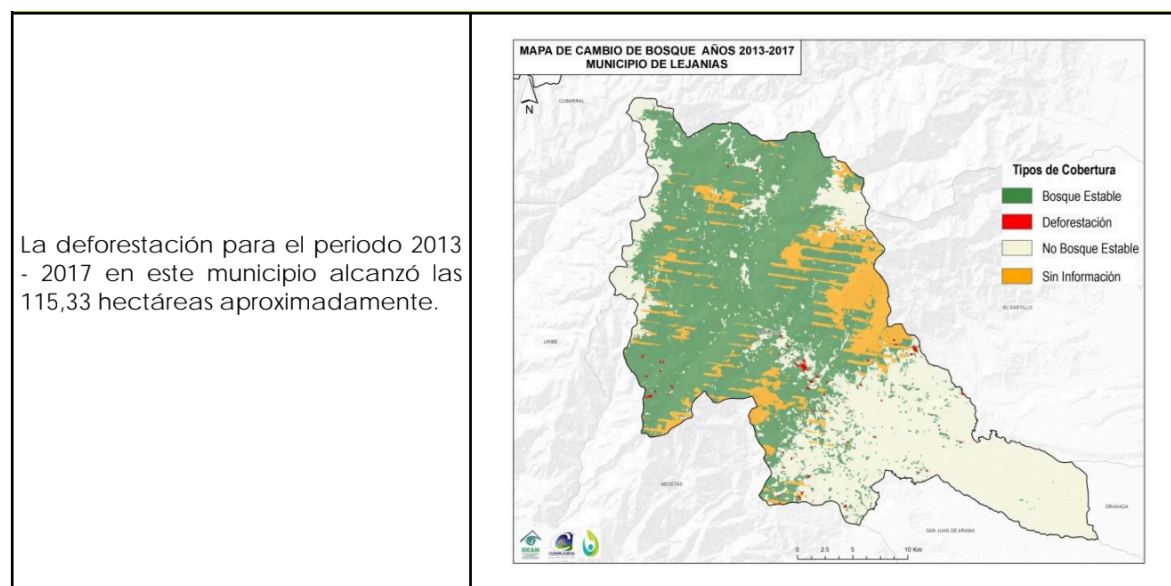 La deforestación para el periodo 2013
- 2017 en este municipio alcanzó las
115,33 hectáreas aproximadamente.
MAPA DE CAMBIO DE BOSQUE AÑOS 2013-2017
MUNICIPIO DE LEJANIAS
N
CUBARRAL
Tipos de Cobertura
Bosque Estable
Deforestación
No Bosque Estable
Sin Información
EL CASTILLO
URIBE
MESETAS
GRANADA
SAN JUAN DE ARAMA
IDEAM
CORMACARENA
0 2.5 5 10 Km